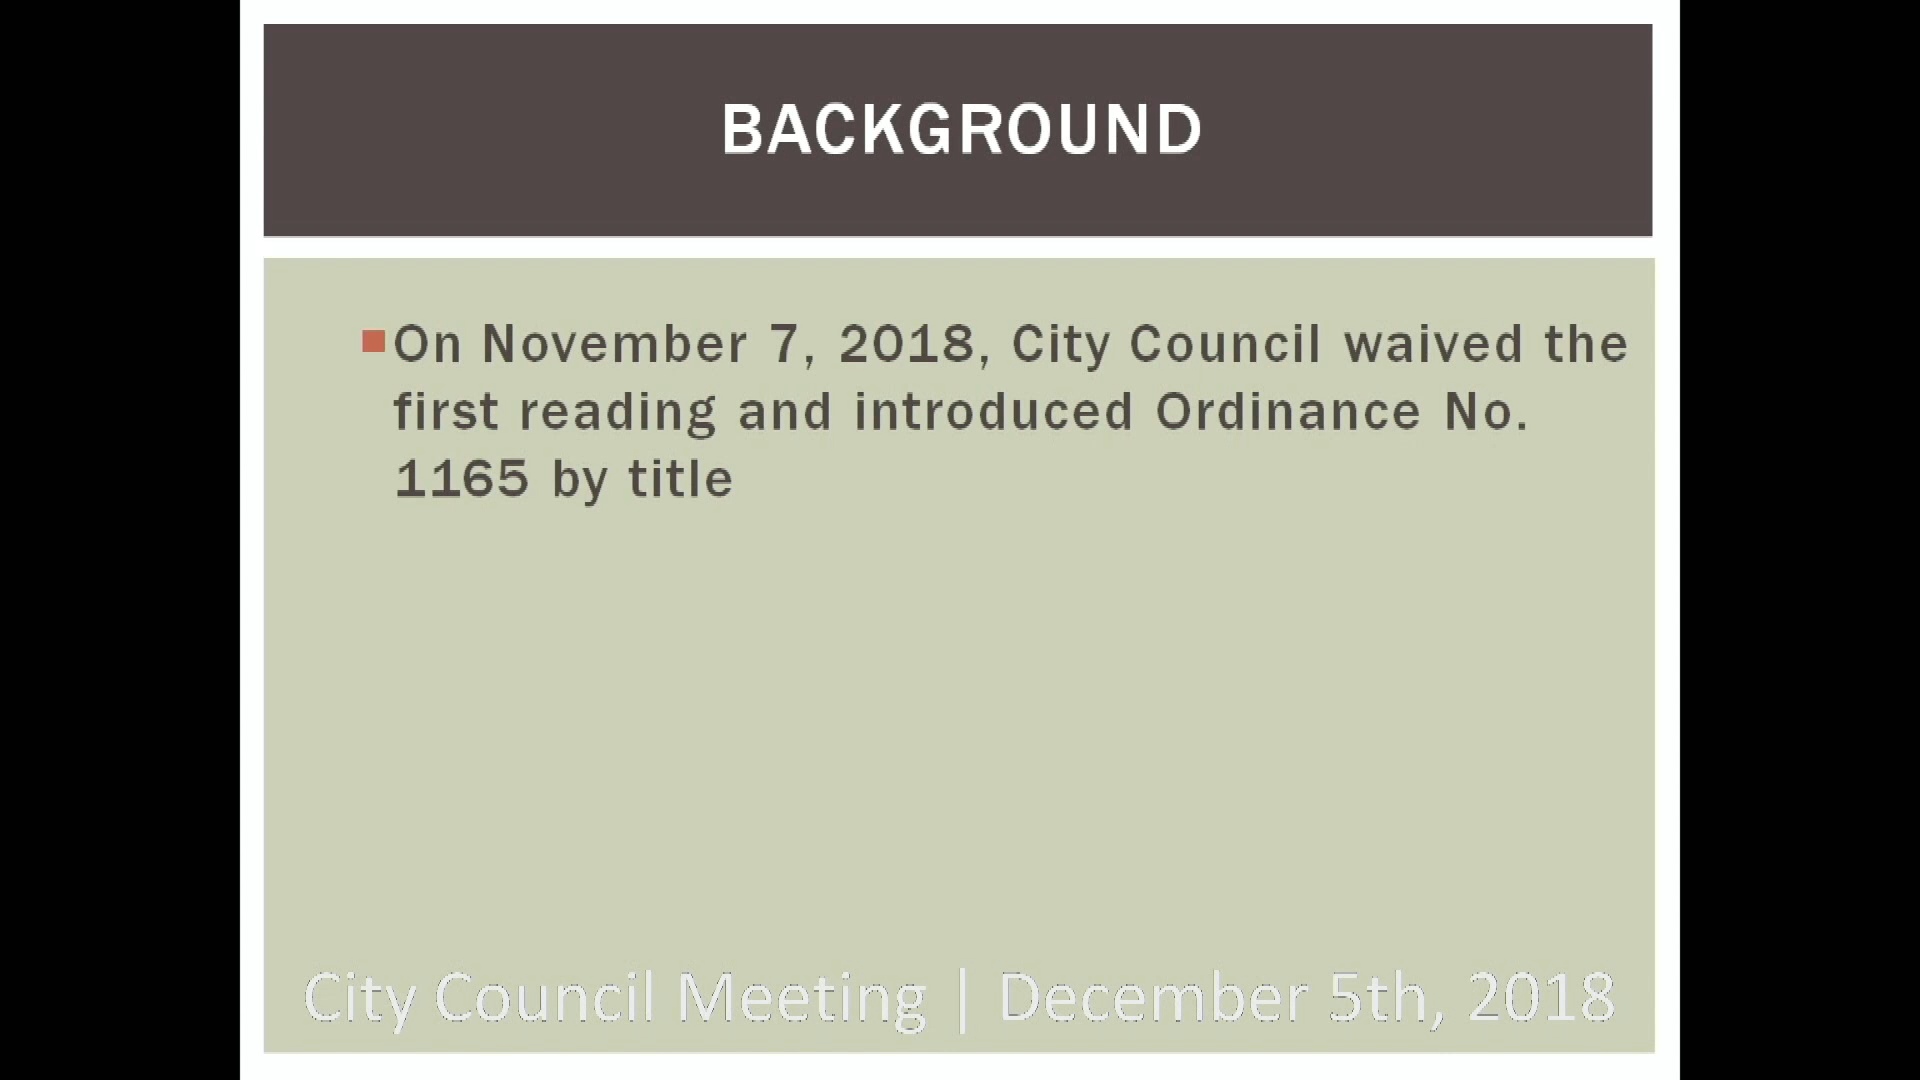 BACKGROUND
On November 7, 2018, City Council waived the
first reading and introduced Ordinance No.
1165 by title
City Council Meeting | December 5th, 2018